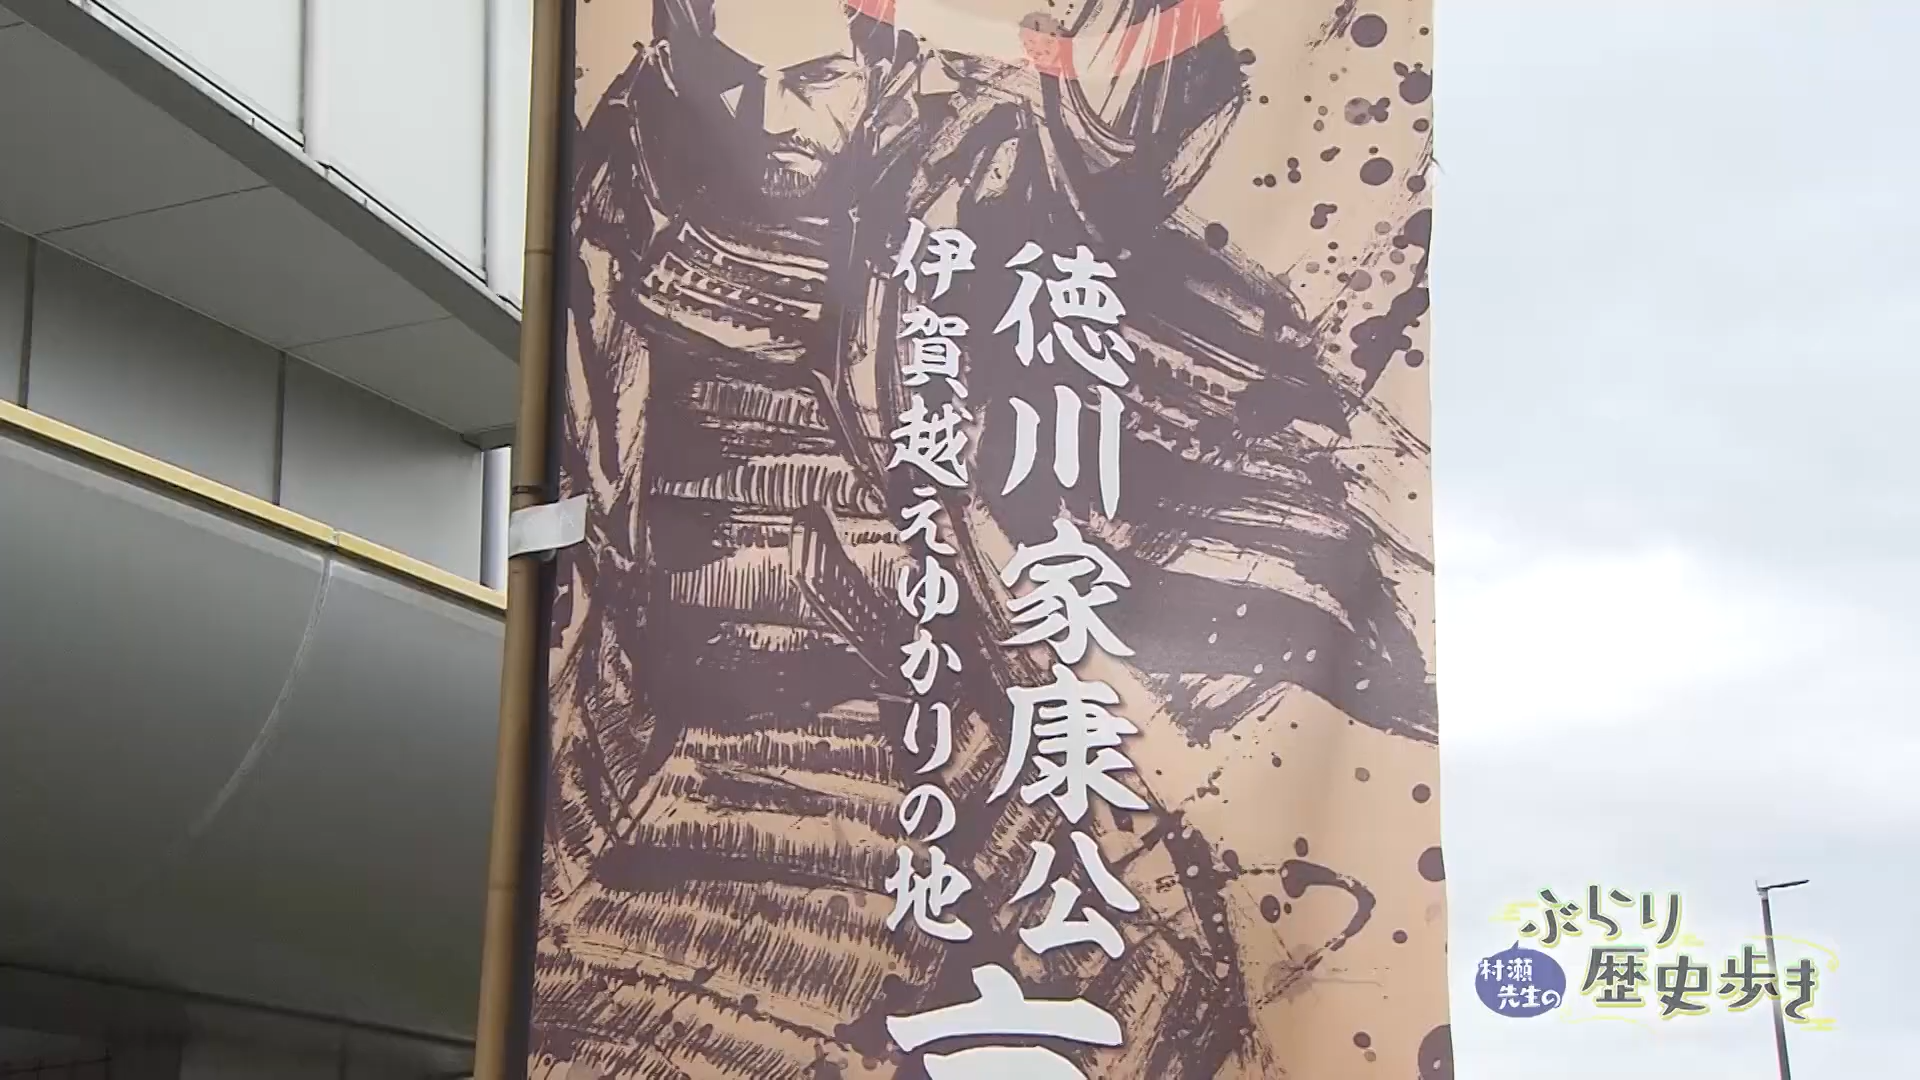 徳川家康公
伊賀越えゆかりの地
ぶらり
村瀬
先生の
歴史歩き